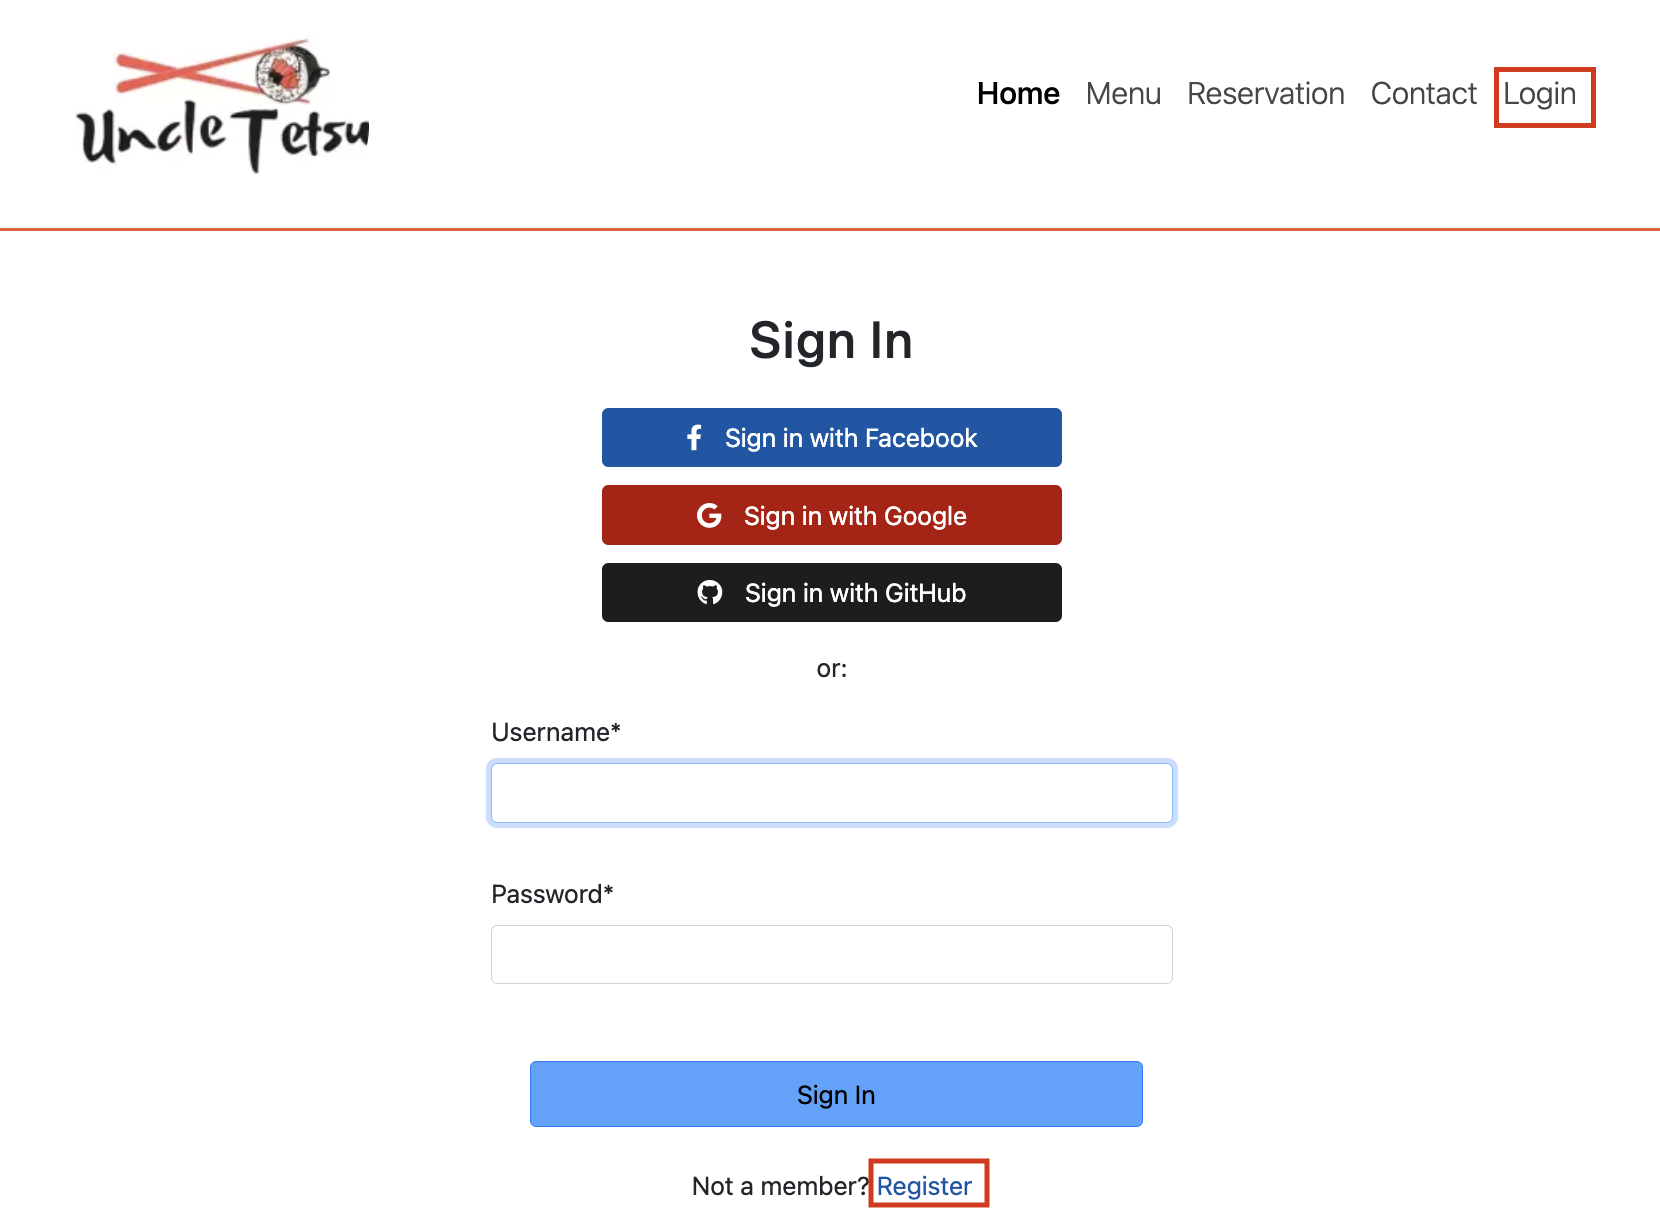 Uncle Tetsu
Home Menu Reservation Contact Login
Sign In
Sign in with Facebook
Sign in with Google
Sign in with GitHub
or:
Username*
Password*
Sign In
Not a member? Register